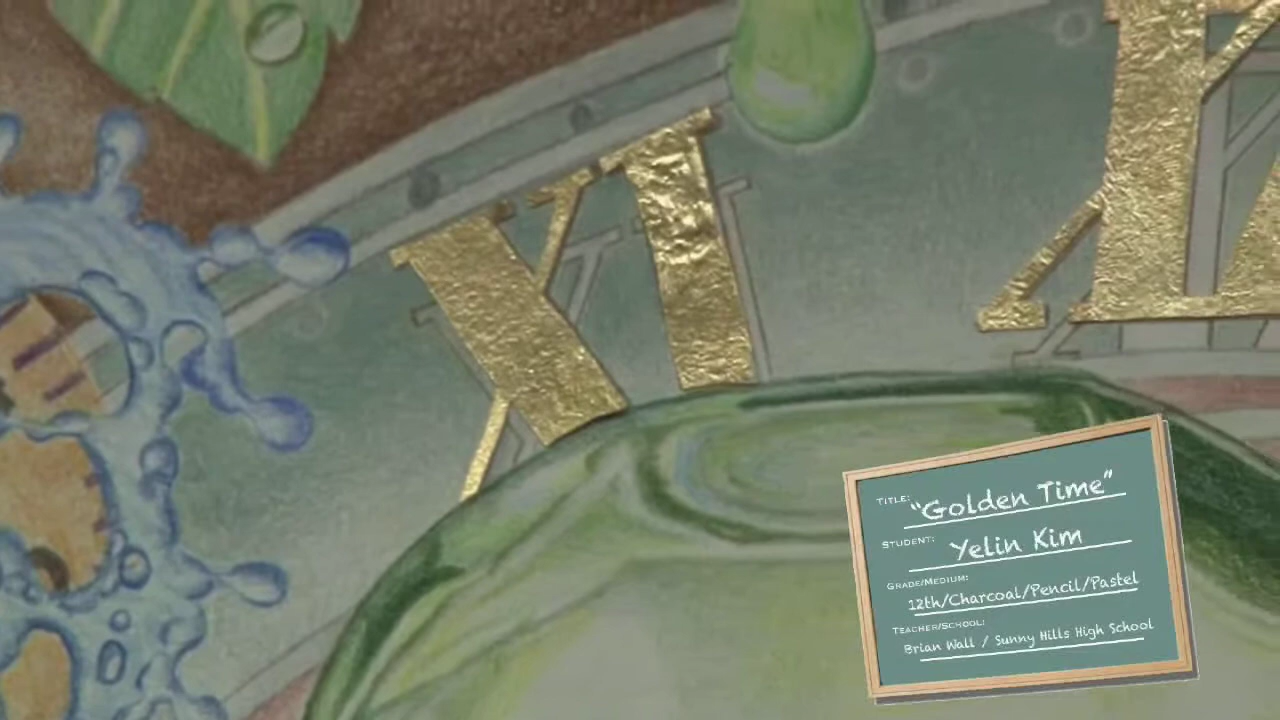 XI
TITLE: "Golden Time"
STUDENT: Yelin Kim
GRADE/MEDIUM:
12th/Charcoal/Pencil/Pastel
TEACHER/SCHOOL:
Brian Wall / Sunny Hills High School